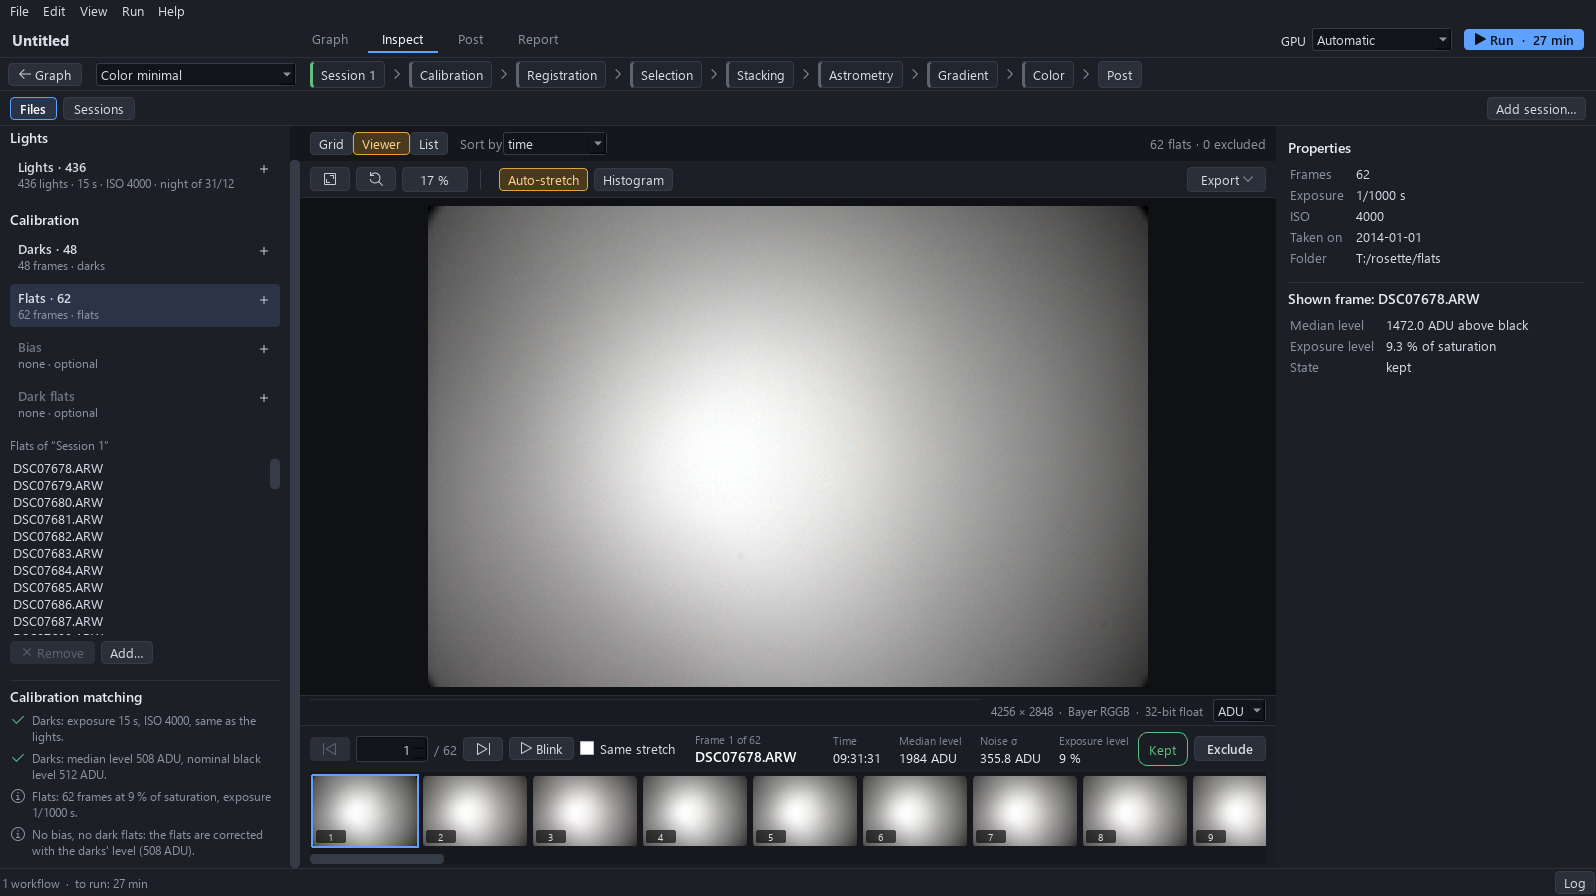 File Edit View Run Help
Untitled
Graph Inspect Post Report
GPU Automatic Run · 27 min
Graph Color minimal Session 1 Calibration Registration Selection Stacking Astrometry Gradient Color Post
Files Sessions Add session...
Lights
Lights · 436
436 lights · 15 s · ISO 4000 · night of 31/12
Calibration
Darks · 48
48 frames · darks
Flats · 62
62 frames · flats
Bias
none · optional
Dark flats
none · optional
Flats of "Session 1"
DSC07678.ARW
DSC07679.ARW
DSC07680.ARW
DSC07681.ARW
DSC07682.ARW
DSC07683.ARW
DSC07684.ARW
DSC07685.ARW
DSC07686.ARW
DSC07687.ARW
Remove Add...
Calibration matching
Darks: exposure 15 s, ISO 4000, same as the
lights.
Darks: median level 508 ADU, nominal black
level 512 ADU.
Flats: 62 frames at 9 % of saturation, exposure
1/1000 s.
No bias, no dark flats: the flats are corrected
with the darks' level (508 ADU).
Grid Viewer List Sort by time 62 flats · 0 excluded
17 % Auto-stretch Histogram Export
4256 × 2848 · Bayer RGGB · 32-bit float ADU
1 / 62 Blink Same stretch
Frame 1 of 62
DSC07678.ARW
Time
09:31:31
Median level
1984 ADU
Noise σ
355.8 ADU
Exposure level
9 %
Kept Exclude
1 2 3 4 5 6 7 8 9
Properties
Frames 62
Exposure 1/1000 s
ISO 4000
Taken on 2014-01-01
Folder T:/rosette/flats
Shown frame: DSC07678.ARW
Median level 1472.0 ADU above black
Exposure level 9.3 % of saturation
State kept
1 workflow · to run: 27 min Log